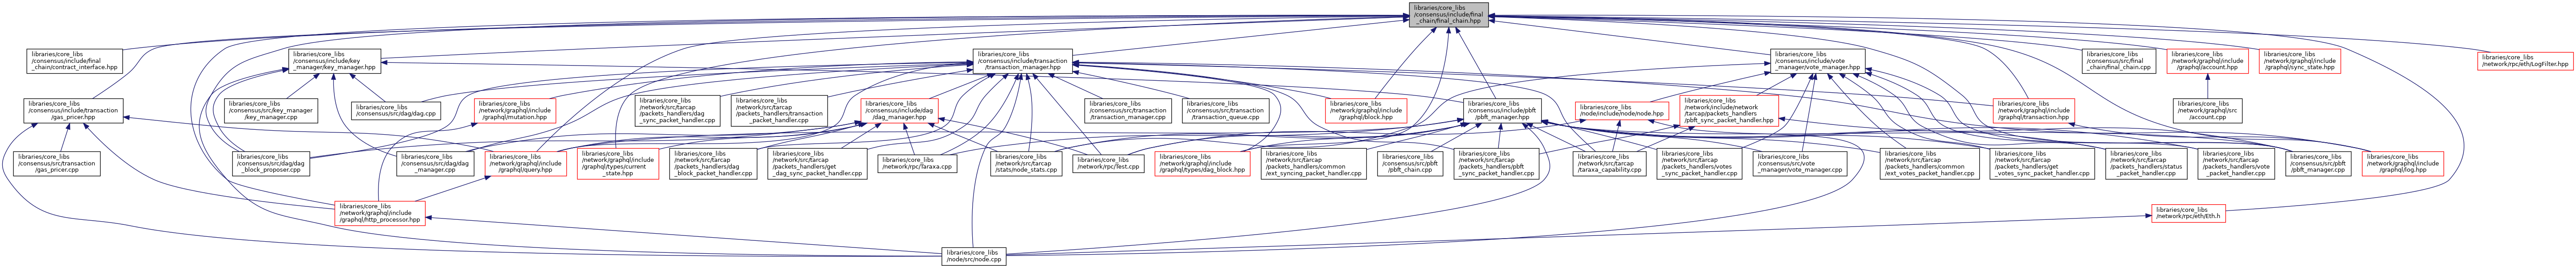 libraries/core_libs
/consensus/include/final
_chain/final_chain.hpp
libraries/core_libs
/consensus/include/final
_chain/contract_interface.hpp
libraries/core_libs
/consensus/include/key
_manager/key_manager.hpp
libraries/core_libs
/consensus/include/transaction
/transaction_manager.hpp
libraries/core_libs
/consensus/include/vote
_manager/vote_manager.hpp
libraries/core_libs
/consensus/src/final
_chain/final_chain.cpp
libraries/core_libs
/network/graphql/include
/graphql/account.hpp
libraries/core_libs
/network/graphql/include
/graphql/sync_state.hpp
libraries/core_libs
/network/rpc/eth/LogFilter.hpp
libraries/core_libs
/consensus/include/transaction
/gas_pricer.hpp
libraries/core_libs
/consensus/src/key_manager
/key_manager.cpp
libraries/core_libs
/consensus/src/dag/dag.cpp
libraries/core_libs
/network/graphql/include
/graphql/mutation.hpp
libraries/core_libs
/network/src/tarcap
/packets_handlers/dag
_sync_packet_handler.cpp
libraries/core_libs
/network/src/tarcap
/packets_handlers/transaction
_packet_handler.cpp
libraries/core_libs
/consensus/include/dag
/dag_manager.hpp
libraries/core_libs
/consensus/src/transaction
/transaction_manager.cpp
libraries/core_libs
/consensus/src/transaction
/transaction_queue.cpp
libraries/core_libs
/network/graphql/include
/graphql/block.hpp
libraries/core_libs
/consensus/include/pbft
/pbft_manager.hpp
libraries/core_libs
/node/include/node/node.hpp
libraries/core_libs
/network/include/network
/tarcap/packets_handlers
/pbft_sync_packet_handler.hpp
libraries/core_libs
/network/graphql/include
/graphql/transaction.hpp
libraries/core_libs
/network/graphql/src
/account.cpp
libraries/core_libs
/consensus/src/transaction
/gas_pricer.cpp
libraries/core_libs
/consensus/src/dag/dag
_block_proposer.cpp
libraries/core_libs
/consensus/src/dag/dag
_manager.cpp
libraries/core_libs
/network/graphql/include
/graphql/query.hpp
libraries/core_libs
/network/graphql/include
/graphql/types/current
_state.hpp
libraries/core_libs
/network/src/tarcap
/packets_handlers/dag
_block_packet_handler.cpp
libraries/core_libs
/network/src/tarcap
/packets_handlers/get
_dag_sync_packet_handler.cpp
libraries/core_libs
/network/rpc/Taraxa.cpp
libraries/core_libs
/network/src/tarcap
/stats/node_stats.cpp
libraries/core_libs
/network/rpc/Test.cpp
libraries/core_libs
/network/graphql/include
/graphql/types/dag_block.hpp
libraries/core_libs
/network/src/tarcap
/packets_handlers/common
/ext_syncing_packet_handler.cpp
libraries/core_libs
/consensus/src/pbft
/pbft_chain.cpp
libraries/core_libs
/network/src/tarcap
/packets_handlers/pbft
_sync_packet_handler.cpp
libraries/core_libs
/network/src/tarcap
/taraxa_capability.cpp
libraries/core_libs
/network/src/tarcap
/packets_handlers/votes
_sync_packet_handler.cpp
libraries/core_libs
/consensus/src/vote
_manager/vote_manager.cpp
libraries/core_libs
/network/src/tarcap
/packets_handlers/common
/ext_votes_packet_handler.cpp
libraries/core_libs
/network/src/tarcap
/packets_handlers/get
_votes_sync_packet_handler.cpp
libraries/core_libs
/network/src/tarcap
/packets_handlers/status
_packet_handler.cpp
libraries/core_libs
/network/src/tarcap
/packets_handlers/vote
_packet_handler.cpp
libraries/core_libs
/consensus/src/pbft
/pbft_manager.cpp
libraries/core_libs
/network/graphql/include
/graphql/log.hpp
libraries/core_libs
/network/graphql/include
/graphql/http_processor.hpp
libraries/core_libs
/network/rpc/eth/Eth.h
libraries/core_libs
/node/src/node.cpp